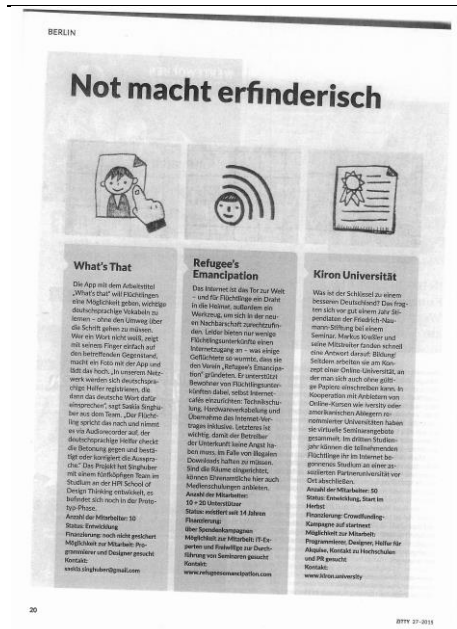 BERLIN
Not macht erfinderisch
What's That
Die App mit dem Arbeitstitel
„What's that" will Flüchtlingen
eine Möglichkeit geben, wichtige
deutschsprachige Vokabeln zu
lernen – ohne den Umweg über
die Schrift gehen zu müssen.
Wer ein Wort nicht weiß, zeigt
mit seinem Finger einfach auf
den betreffenden Gegenstand,
macht ein Foto mit der App und
lädt das hoch. „In unserem Netz-
werk werden sich deutschspra-
chige Helfer registrieren, die
dann das deutsche Wort dafür
einsprechen", sagt Saskia Singhu-
ber aus dem Team. „Der Flücht-
ling spricht das nach und nimmt
es via Audiorecorder auf, der
deutschsprachige Helfer checkt
die Betonung gegen und bestä-
tigt oder korrigiert die Ausspra-
che." Das Projekt hat Singhuber
mit einem fünfköpfigen Team im
Studium an der HPI School of
Design Thinking entwickelt, es
befindet sich noch in der Proto-
typ-Phase.
Anzahl der Mitarbeiter: 10
Status: Entwicklung
Finanzierung: noch nicht gesichert
Möglichkeit zur Mitarbeit: Pro-
grammierer und Designer gesucht
Kontakt:
saskia.singhuber@gmail.com
Refugee's
Emancipation
Das Internet ist das Tor zur Welt
– und für Flüchtlinge ein Draht
in die Heimat, außerdem ein
Werkzeug, um sich in der neu-
en Nachbarschaft zurechtzufin-
den. Leider bieten nur wenige
Flüchtlingsunterkünfte einen
Internetzugang an – was einige
Geflüchtete so wurmte, dass sie
den Verein „Refugee's Emancipa-
tion" gründeten. Er unterstützt
Bewohner von Flüchtlingsunter-
künften dabei, selbst Internet-
cafés einzurichten: Technikschu-
lung, Hardwareverkabelung und
Übernahme des Internet-Ver-
trages inklusive. Letzteres ist
wichtig, damit der Betreiber
der Unterkunft keine Angst ha-
ben muss, im Falle von illegalen
Downloads haften zu müssen.
Sind die Räume eingerichtet,
können Ehrenamtliche hier auch
Medienschulungen anbieten.
Anzahl der Mitarbeiter:
10 + 20 Unterstützer
Status: existiert seit 14 Jahren
Finanzierung:
über Spendenkampagnen
Möglichkeit zur Mitarbeit: IT-Ex-
perten und Freiwillige zur Durch-
führung von Seminaren gesucht
Kontakt:
www.refugeesemancipation.com
Kiron Universität
Was ist der Schlüssel zu einem
besseren Deutschland? Das frag-
ten sich vor gut einem Jahr Sti-
pendiaten der Friedrich-Nau-
mann-Stiftung bei einem
Seminar. Markus Kreßler und
seine Mitstreiter fanden schnell
eine Antwort darauf: Bildung!
Seitdem arbeiten sie am Kon-
zept einer Online-Universität, an
der man sich auch ohne gülti-
ge Papiere einschreiben kann. In
Kooperation mit Anbietern von
Online-Kursen wie iversity oder
amerikanischen Ablegern re-
nommierter Universitäten haben
sie virtuelle Seminarangebote
gesammelt. Im dritten Studien-
jahr können die teilnehmenden
Flüchtlinge ihr im Internet be-
gonnenes Studium an einer as-
soziierten Partneruniversität vor
Ort abschließen.
Anzahl der Mitarbeiter: 50
Status: Entwicklung, Start im
Herbst
Finanzierung: Crowdfunding-
Kampagne auf startnext
Möglichkeit zur Mitarbeit:
Programmierer, Designer, Helfer für
Akquise, Kontakt zu Hochschulen
und PR gesucht
Kontakt:
www.kiron.university
20
ZITTY 27-2015